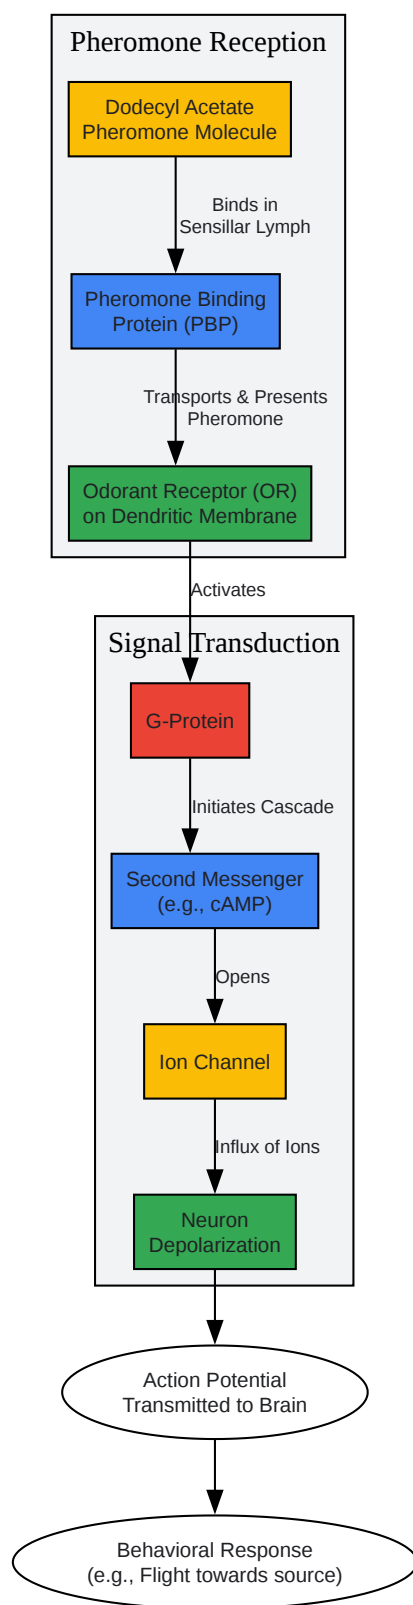 Pheromone Reception
Dodecyl Acetate
Pheromone Molecule
Binds in
Sensillar Lymph
Pheromone Binding
Protein (PBP)
Transports & Presents
Pheromone
Odorant Receptor (OR)
on Dendritic Membrane
Activates
Signal Transduction
G-Protein
Initiates Cascade
Second Messenger
(e.g., cAMP)
Opens
Ion Channel
Influx of Ions
Neuron
Depolarization
Action Potential
Transmitted to Brain
Behavioral Response
(e.g., Flight towards source)